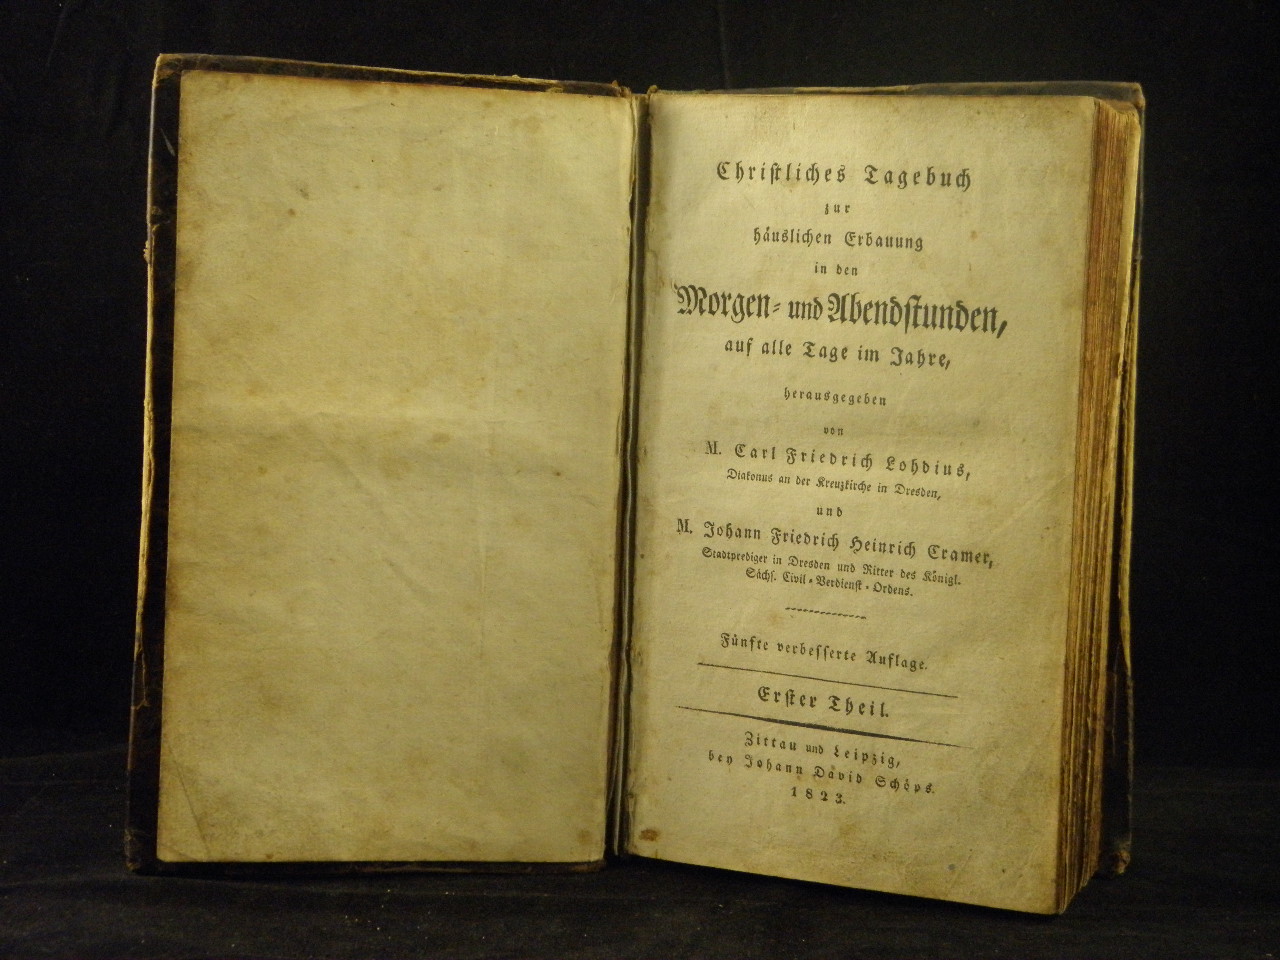 Chriſtliches Tagebuch
zur
häuslichen Erbauung
in den
Morgen- und Abendſtunden,
auf alle Tage im Jahre,
herausgegeben
von
M. Carl Friedrich Lohdius,
Diakonus an der Kreuzkirche in Dresden,
und
M. Johann Friedrich Heinrich Cramer,
Stadtprediger in Dresden und Ritter des Königl.
Sächſ. Civil-Verdienſt-Ordens.
Fünfte verbeſſerte Auflage.
Erſter Theil.
Zittau und Leipzig,
bey Johann David Schöps.
1823.